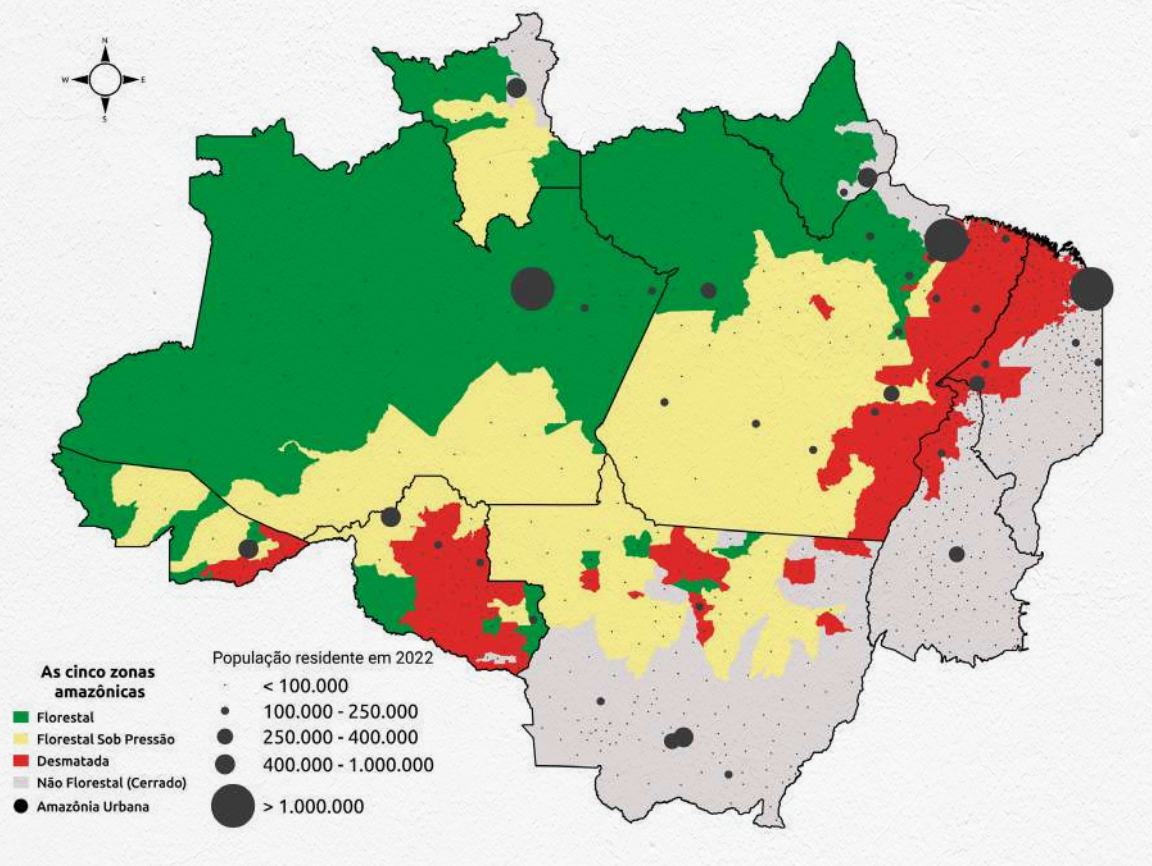 N
W E
S
As cinco zonas
amazônicas
Florestal
Florestal Sob Pressão
Desmatada
Não Florestal (Cerrado)
Amazônia Urbana
População residente em 2022
< 100.000
100.000 - 250.000
250.000 - 400.000
400.000 - 1.000.000
> 1.000.000